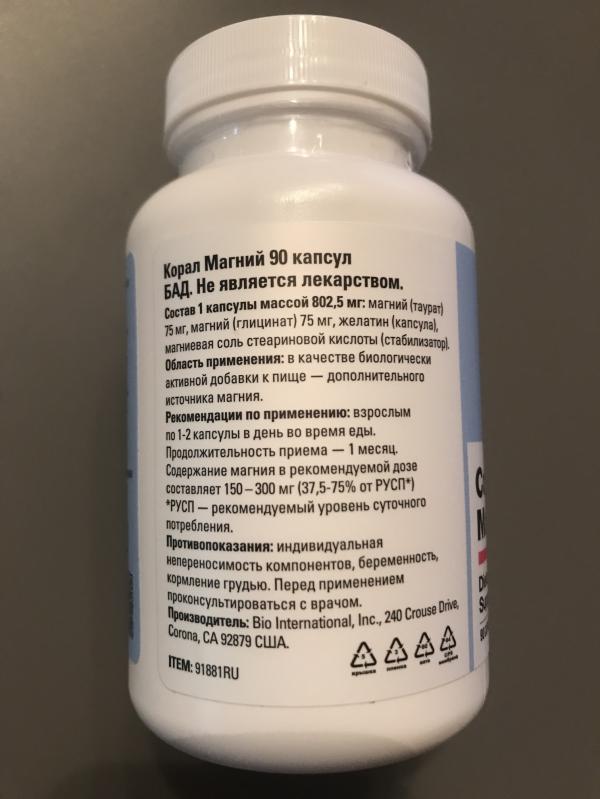 Корал Магний 90 капсул
БАД. Не является лекарством.
Состав 1 капсулы массой 802,5 мг: магний (таурат)
75 мг, магний (глицинат) 75 мг, желатин (капсула),
магниевая соль стеариновой кислоты (стабилизатор).
Область применения: в качестве биологически
активной добавки к пище — дополнительного
источника магния.
Рекомендации по применению: взрослым
по 1-2 капсулы в день во время еды.
Продолжительность приема — 1 месяц.
Содержание магния в рекомендуемой дозе
составляет 150 – 300 мг (37,5-75% от РУСП*)
*РУСП — рекомендуемый уровень суточного
потребления.
Противопоказания: индивидуальная
непереносимость компонентов, беременность,
кормление грудью. Перед применением
проконсультироваться с врачом.
Производитель: Bio International, Inc., 240 Crouse Drive,
Corona, CA 92879 США.
ITEM: 91881RU
крышка
пленка